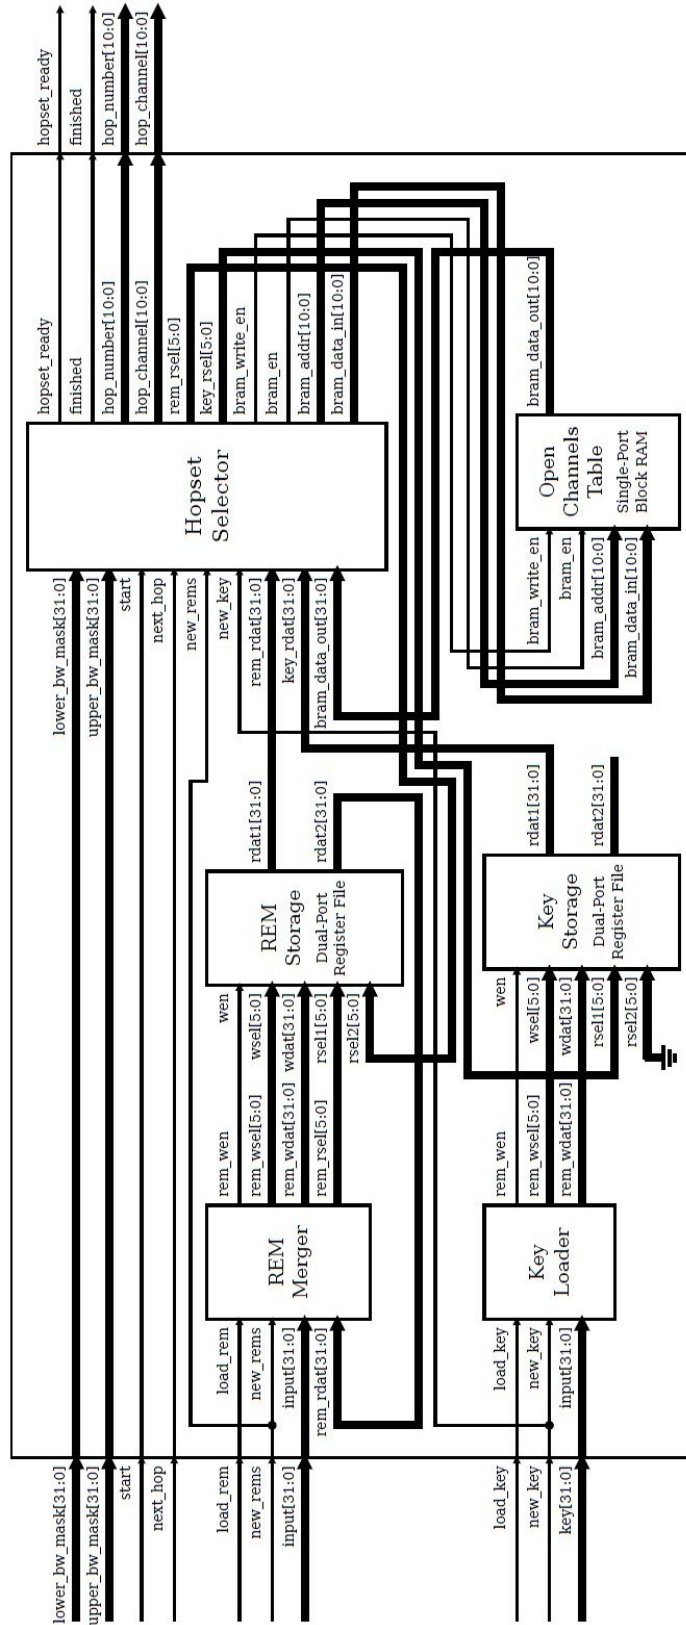 lower_bw_mask[31:0]
upper_bw_mask[31:0]
start
next_hop
load_rem
new_rems
input[31:0]
load_key
new_key
key[31:0]
load_rem
new_rems
input[31:0]
rem_rdat[31:0]
REM
Merger
rem_wen
rem_wsel[5:0]
rem_wdat[31:0]
rem_rsel[5:0]
wen
wsel[5:0]
wdat[31:0]
rsel1[5:0]
rsel2[5:0]
REM
Storage
Dual-Port
Register File
rdat1[31:0]
rdat2[31:0]
load_key
new_key
input[31:0]
Key
Loader
rem_wen
rem_wsel[5:0]
rem_wdat[31:0]
wen
wsel[5:0]
wdat[31:0]
rsel1[5:0]
rsel2[5:0]
Key
Storage
Dual-Port
Register File
rdat1[31:0]
rdat2[31:0]
lower_bw_mask[31:0]
upper_bw_mask[31:0]
start
next_hop
new_rems
new_key
rem_rdat[31:0]
key_rdat[31:0]
bram_data_out[31:0]
Hopset
Selector
hopset_ready
finished
hop_number[10:0]
hop_channel[10:0]
rem_rsel[5:0]
key_rsel[5:0]
bram_write_en
bram_en
bram_addr[10:0]
bram_data_in[10:0]
bram_write_en
bram_en
bram_addr[10:0]
bram_data_in[10:0]
Open
Channels
Table
Single-Port
Block RAM
bram_data_out[10:0]
hopset_ready
finished
hop_number[10:0]
hop_channel[10:0]